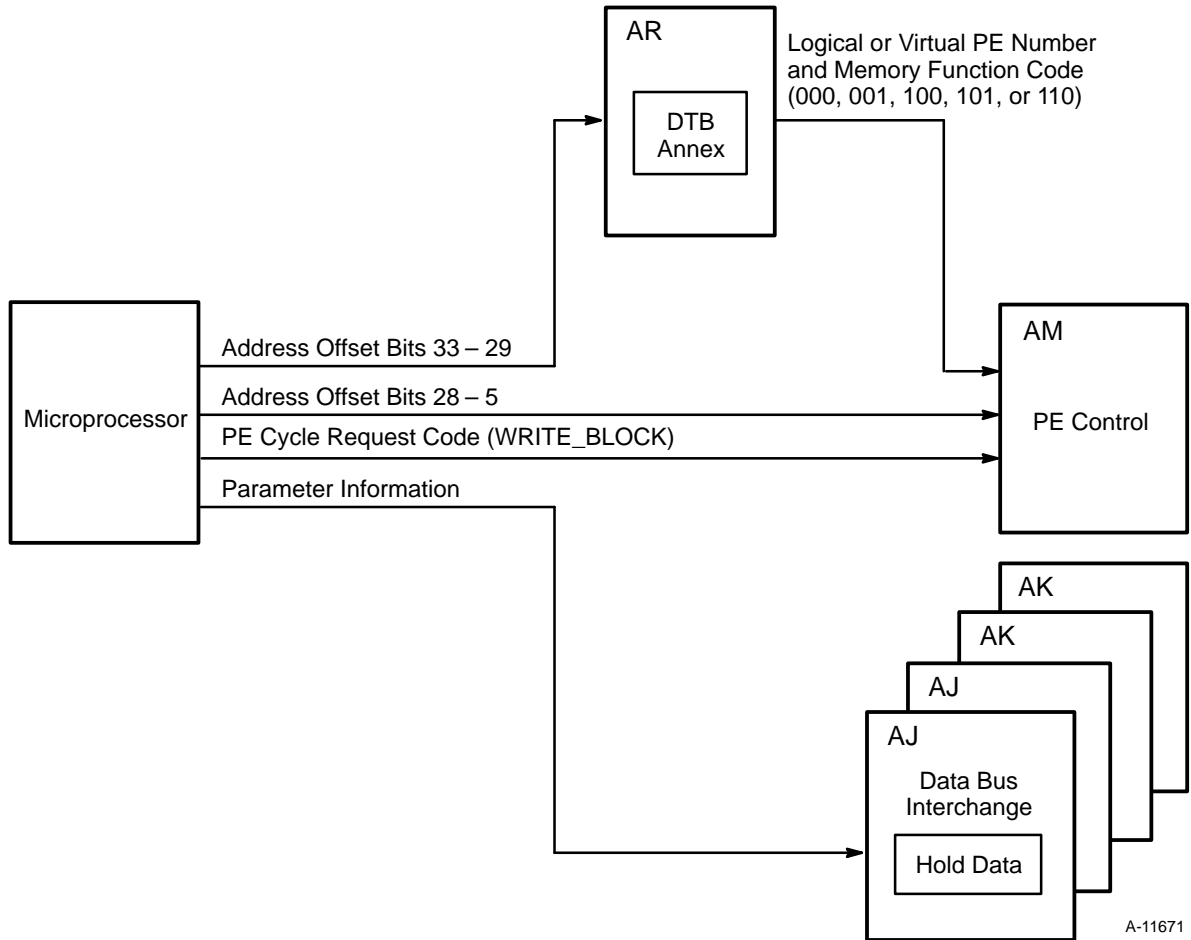 AR
DTB
Annex
Logical or Virtual PE Number
and Memory Function Code
(000, 001, 100, 101, or 110)
Microprocessor
Address Offset Bits 33 – 29
Address Offset Bits 28 – 5
PE Cycle Request Code (WRITE_BLOCK)
Parameter Information
AM
PE Control
AK
AK
AJ
AJ
Data Bus
Interchange
Hold Data
A-11671